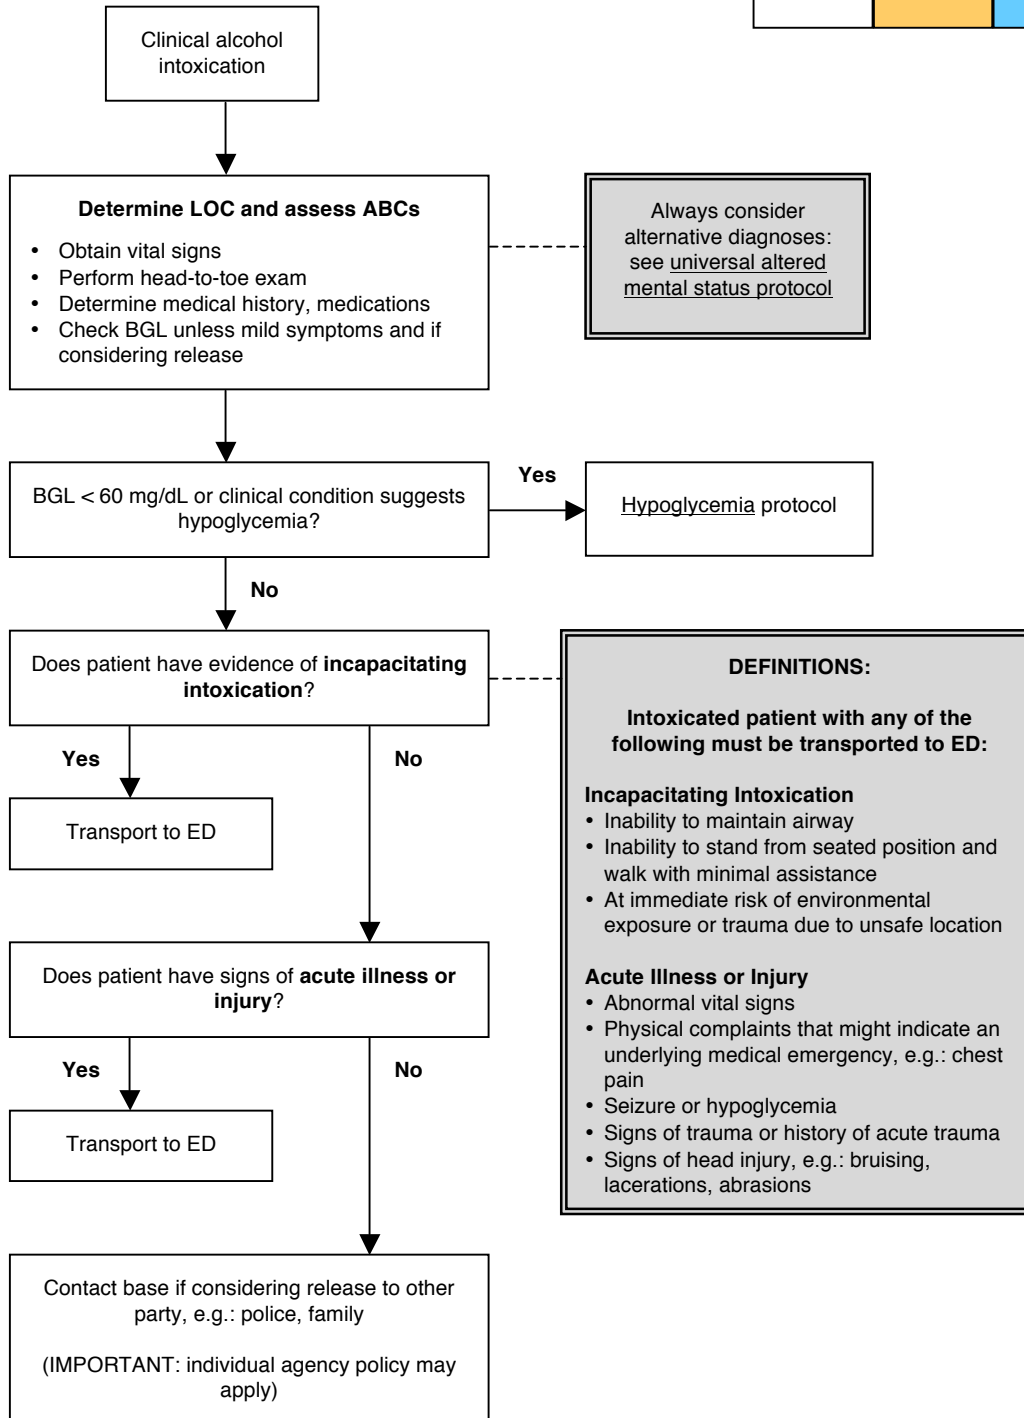 Clinical alcohol
intoxication
Determine LOC and assess ABCs
• Obtain vital signs
• Perform head-to-toe exam
• Determine medical history, medications
• Check BGL unless mild symptoms and if
considering release
Always consider
alternative diagnoses:
see universal altered
mental status protocol
BGL < 60 mg/dL or clinical condition suggests
hypoglycemia?
Yes
Hypoglycemia protocol
No
Does patient have evidence of incapacitating
intoxication?
Yes
No
Transport to ED
DEFINITIONS:
Intoxicated patient with any of the
following must be transported to ED:
Incapacitating Intoxication
• Inability to maintain airway
• Inability to stand from seated position and
walk with minimal assistance
• At immediate risk of environmental
exposure or trauma due to unsafe location
Acute Illness or Injury
• Abnormal vital signs
• Physical complaints that might indicate an
underlying medical emergency, e.g.: chest
pain
• Seizure or hypoglycemia
• Signs of trauma or history of acute trauma
• Signs of head injury, e.g.: bruising,
lacerations, abrasions
Does patient have signs of acute illness or
injury?
Yes
No
Transport to ED
Contact base if considering release to other
party, e.g.: police, family
(IMPORTANT: individual agency policy may
apply)